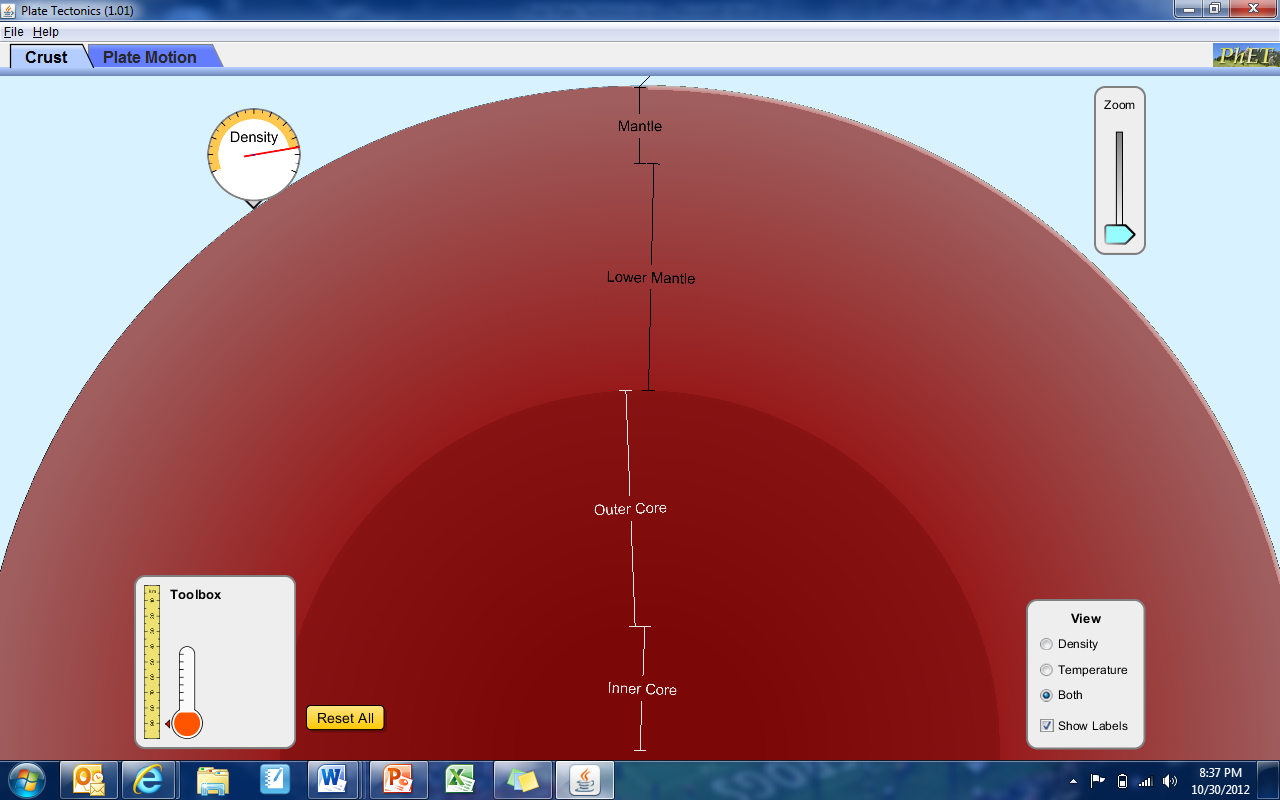 Plate Tectonics (1.01)
File Help
Crust Plate Motion PhET
Density
Zoom
Mantle
Lower Mantle
Outer Core
Inner Core
Toolbox
km
Reset All
View
Density
Temperature
Both
Show Labels
8:37 PM
10/30/2012